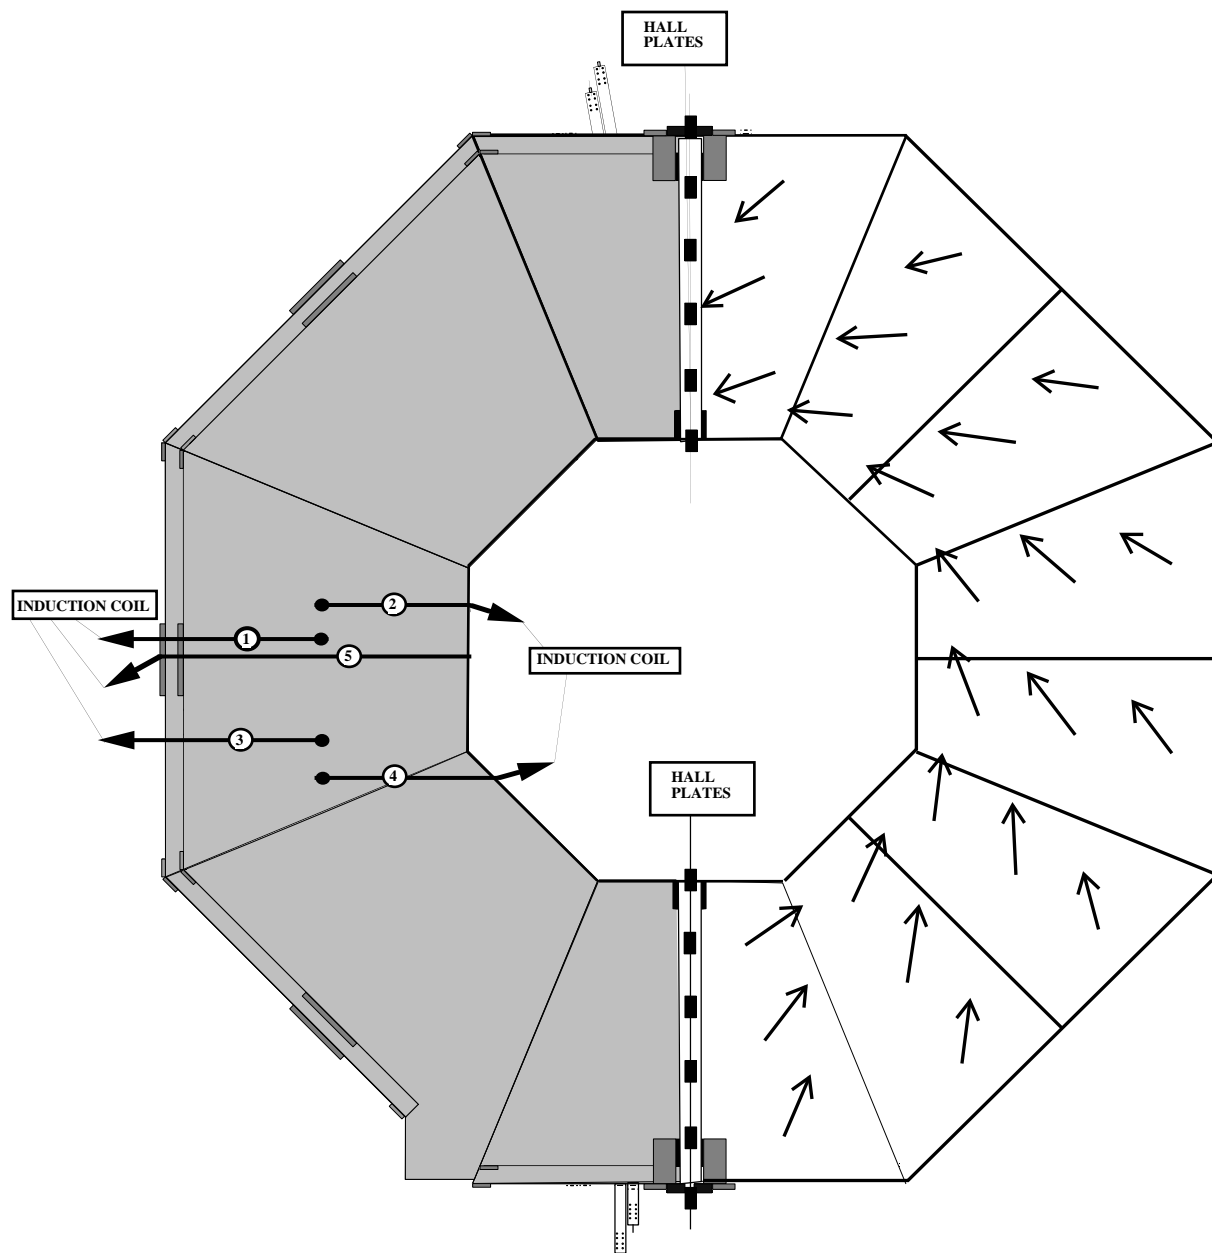 HALL
PLATES
2
INDUCTION COIL
1
5
INDUCTION COIL
3
4
HALL
PLATES